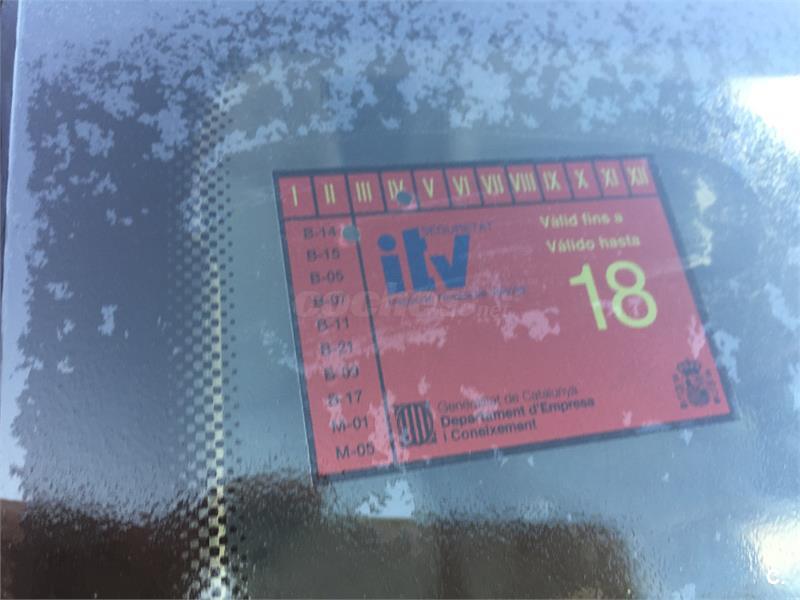 I II III IV V VI VII VIII IX X XI XII
B-14
B-15
B-05
B-07
B-11
B-21
B-09
B-17
M-01
M-05
SEGURETAT
itv
Vàlid fins a
Válido hasta
18
Generalitat de Catalunya
Departament d'Empresa
i Coneixement